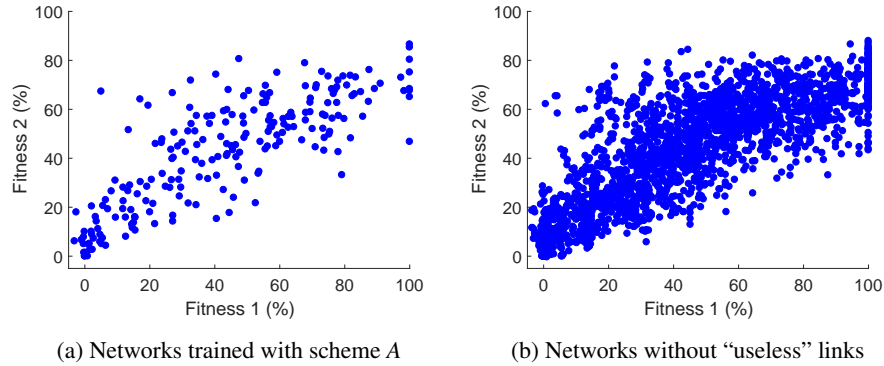 100
80
60
40
20
0
Fitness 2 (%)
0 20 40 60 80 100
Fitness 1 (%)
(a) Networks trained with scheme A
100
80
60
40
20
0
Fitness 2 (%)
0 20 40 60 80 100
Fitness 1 (%)
(b) Networks without “useless” links